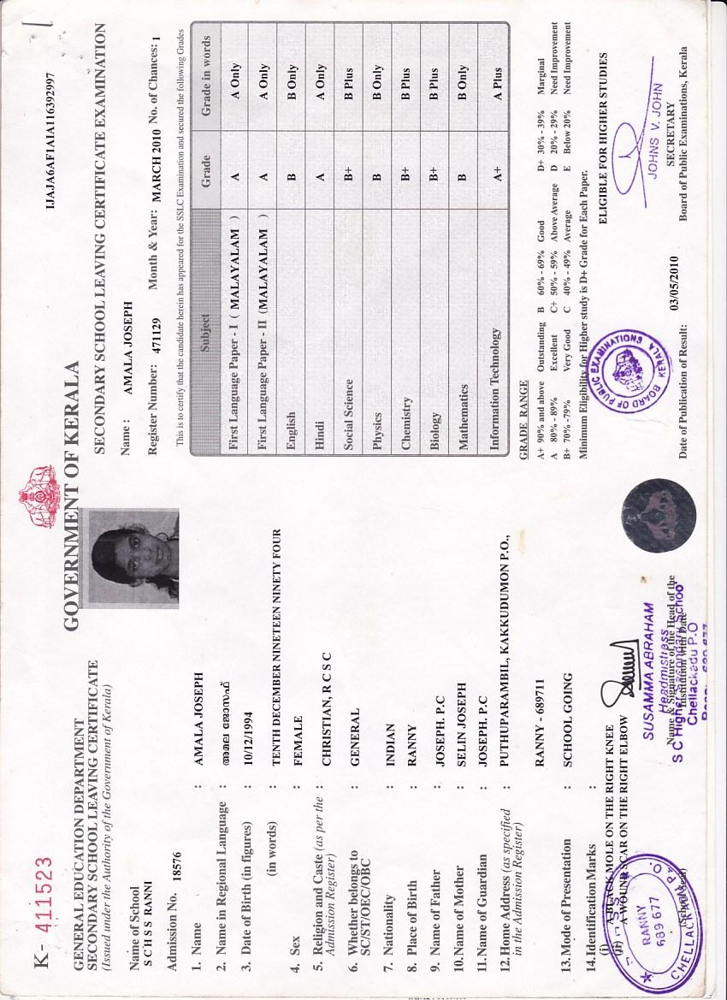 K- 411523
GOVERNMENT OF KERALA
GENERAL EDUCATION DEPARTMENT
SECONDARY SCHOOL LEAVING CERTIFICATE
(Issued under the Authority of the Government of Kerala)
Name of School
S C H S S RANNI
Admission No. 18576
1. Name : AMALA JOSEPH
2. Name in Regional Language : അമല ജോസഫ്
3. Date of Birth (in figures) : 10/12/1994
(in words) : TENTH DECEMBER NINETEEN NINETY FOUR
4. Sex : FEMALE
5. Religion and Caste (as per the : CHRISTIAN, R C S C
Admission Register)
6. Whether belongs to : GENERAL
SC/ST/OEC/OBC
7. Nationality : INDIAN
8. Place of Birth : RANNY
9. Name of Father : JOSEPH. P.C
10. Name of Mother : SELIN JOSEPH
11. Name of Guardian : JOSEPH. P.C
12. Home Address (as specified : PUTHUPARAMBIL, KAKKUDUMON P.O.,
in the Admission Register)
RANNY - 689711
13. Mode of Presentation : SCHOOL GOING
14. Identification Marks :
(i) A BLACK MOLE ON THE RIGHT KNEE
(ii) A WOUND SCAR ON THE RIGHT ELBOW
SUSAMMA ABRAHAM
Headmistress
Name & Signature of the Head of the
Institution with Date
S C Higher Secondary School
Chellackadu P.O
Ranny 689 677
(School Seal)
RANNY
689 677
IJAJA6AF1A1A116392997
SECONDARY SCHOOL LEAVING CERTIFICATE EXAMINATION
Name : AMALA JOSEPH
Register Number: 471129 Month & Year: MARCH 2010 No. of Chances: 1
This is to certify that the candidate herein has appeared for the SSLC Examination and secured the following Grades
Subject Grade Grade in words
First Language Paper - I ( MALAYALAM ) A A Only
First Language Paper - II (MALAYALAM ) A A Only
English B B Only
Hindi A A Only
Social Science B+ B Plus
Physics B B Only
Chemistry B+ B Plus
Biology B+ B Plus
Mathematics B B Only
Information Technology A+ A Plus
GRADE RANGE
A+ 90% and above Outstanding B 60% - 69% Good D+ 30% - 39% Marginal
A 80% - 89% Excellent C+ 50% - 59% Above Average D 20% - 29% Need Improvement
B+ 70% -79% Very Good C 40% - 49% Average E Below 20% Need Improvement
Minimum Eligibility for Higher study is D+ Grade for Each Paper.
ELIGIBLE FOR HIGHER STUDIES
BOARD OF PUBLIC EXAMINATIONS KERALA
JOHNS V. JOHN
SECRETARY
Date of Publication of Result: 03/05/2010 Board of Public Examinations, Kerala